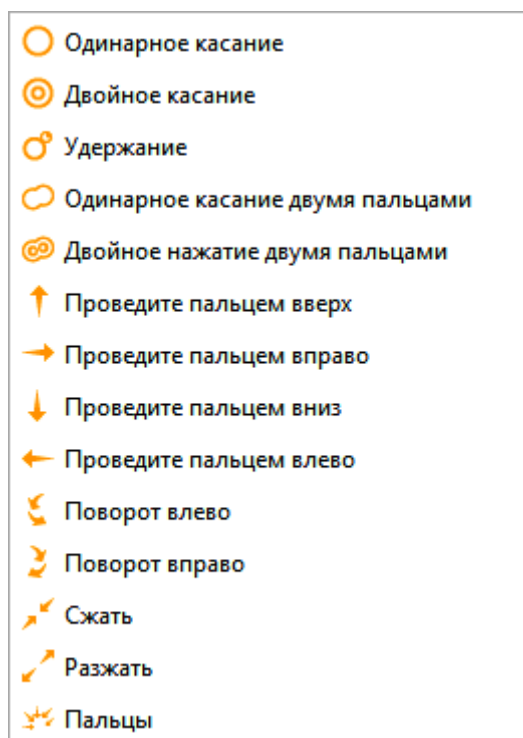 Одинарное касание
Двойное касание
Удержание
Одинарное касание двумя пальцами
Двойное нажатие двумя пальцами
Проведите пальцем вверх
Проведите пальцем вправо
Проведите пальцем вниз
Проведите пальцем влево
Поворот влево
Поворот вправо
Сжать
Разжать
Пальцы